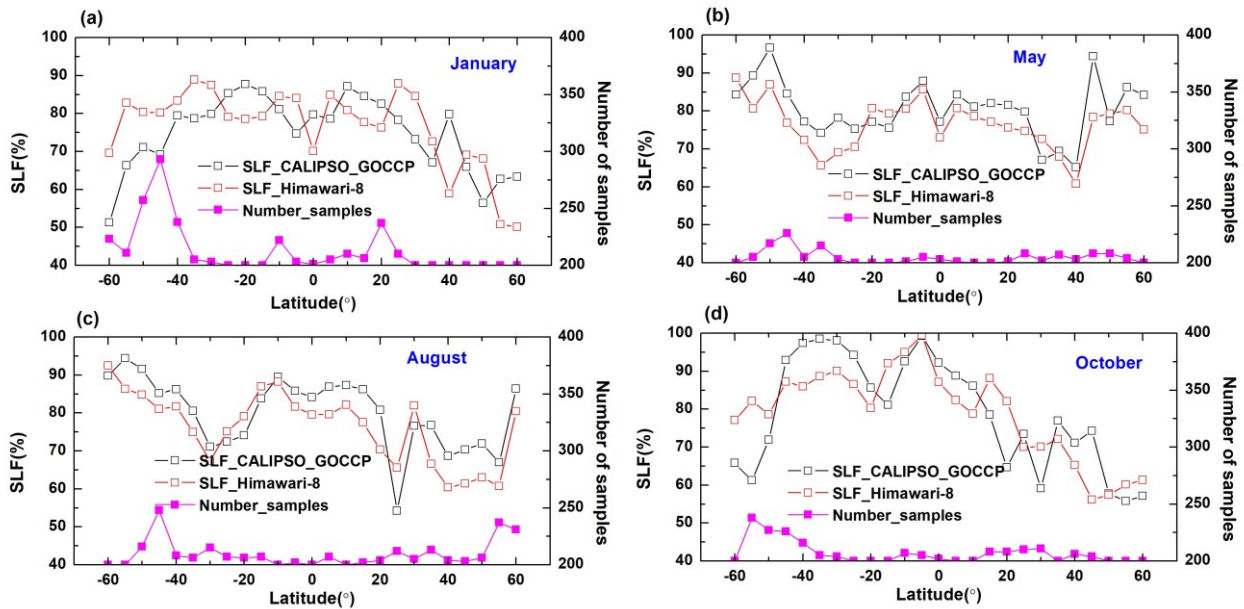 (a)
January
SLF_CALIPSO_GOCCP
SLF_Himawari-8
Number_samples
SLF(%)
100
90
80
70
60
50
40
400
350
300
250
200
Number of samples
-60 -40 -20 0 20 40 60
Latitude(°)
(b)
May
SLF_CALIPSO_GOCCP
SLF_Himawari-8
Number_samples
SLF(%)
100
90
80
70
60
50
40
400
350
300
250
200
Number of samples
-60 -40 -20 0 20 40 60
Latitude(°)
(c)
August
SLF_CALIPSO_GOCCP
SLF_Himawari-8
Number_samples
SLF(%)
100
90
80
70
60
50
40
400
350
300
250
200
Number of samples
-60 -40 -20 0 20 40 60
Latitude(°)
(d)
October
SLF_CALIPSO_GOCCP
SLF_Himawari-8
Number_samples
SLF(%)
100
90
80
70
60
50
40
400
350
300
250
200
Number of samples
-60 -40 -20 0 20 40 60
Latitude(°)